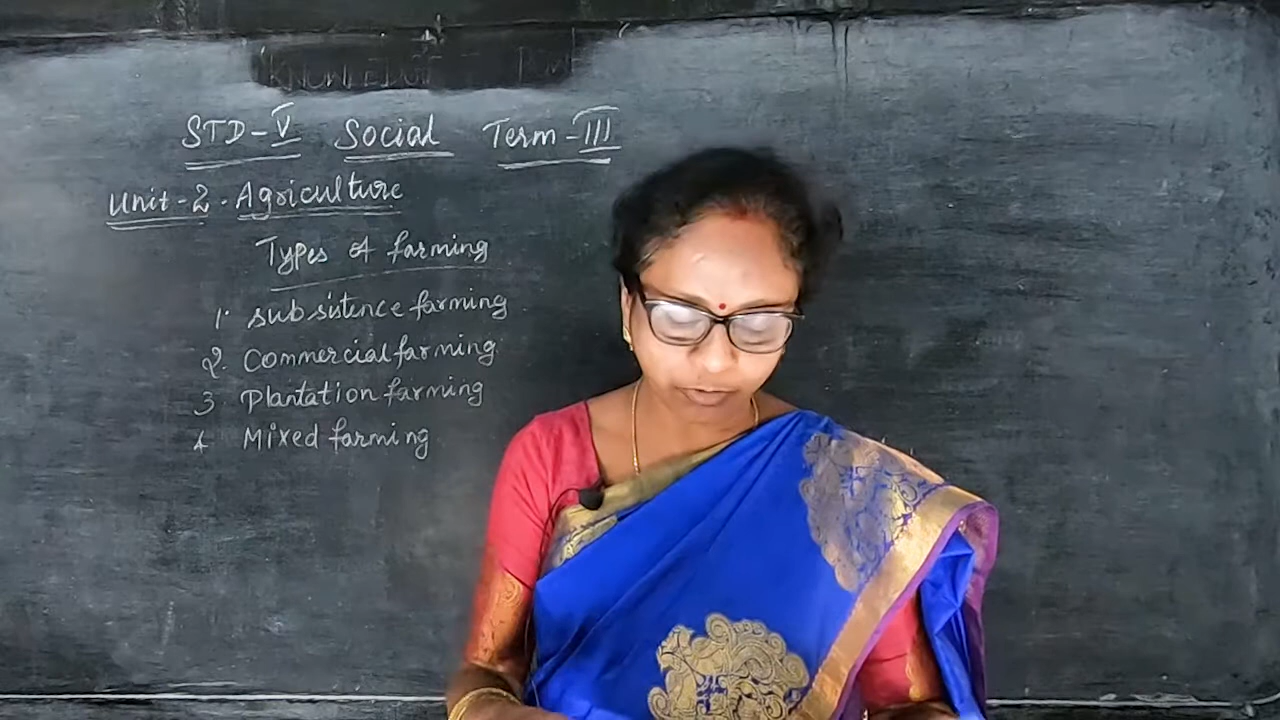 STD-V Social Term-III
Unit-2. Agriculture
Types of farming
1. subsistence farming
2. Commercial farming
3 Plantation farming
4 Mixed farming